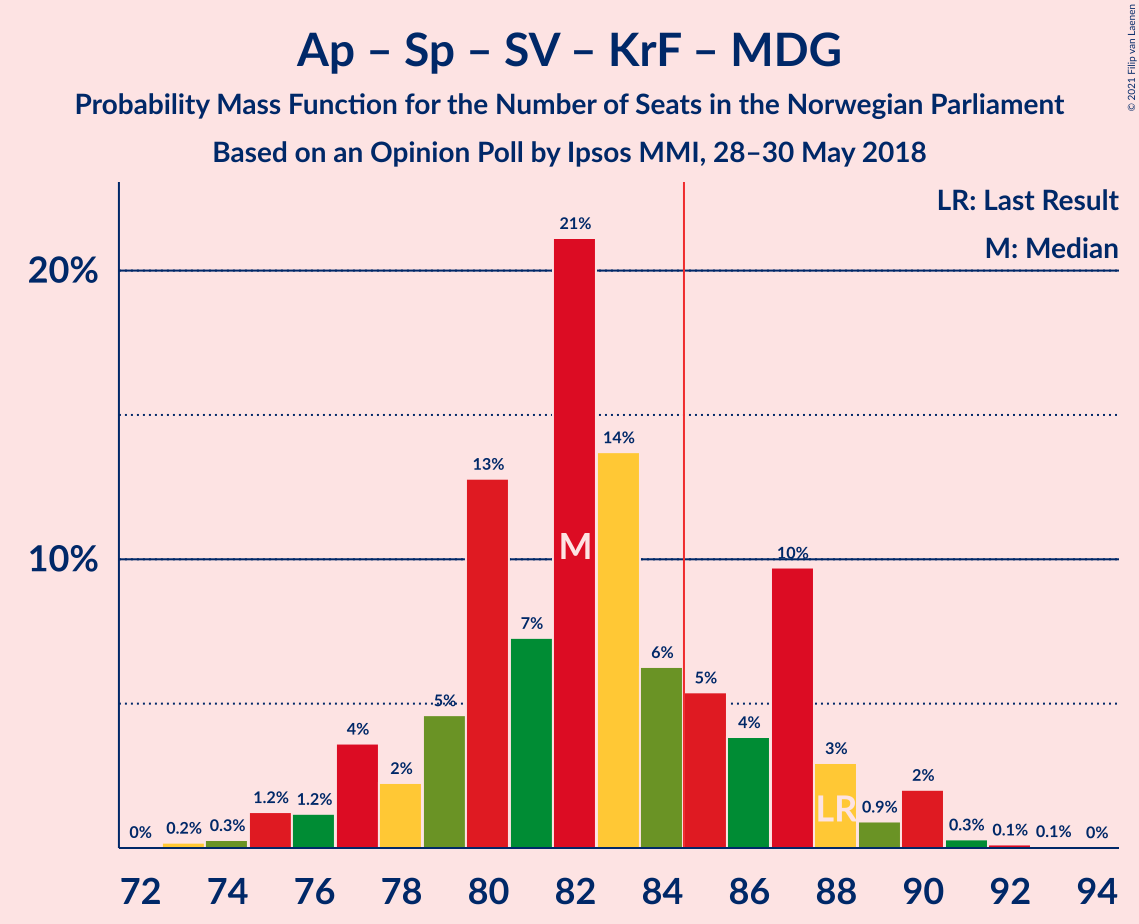 Ap – Sp – SV – KrF – MDG
Probability Mass Function for the Number of Seats in the Norwegian Parliament
Based on an Opinion Poll by Ipsos MMI, 28–30 May 2018
© 2021 Filip van Laenen
LR: Last Result
M: Median
20%
10%
0%
0.2%
0.3%
1.2%
1.2%
4%
2%
5%
13%
7%
21%
14%
6%
5%
4%
10%
3%
0.9%
2%
0.3%
0.1%
0.1%
0%
M
LR
72 74 76 78 80 82 84 86 88 90 92 94